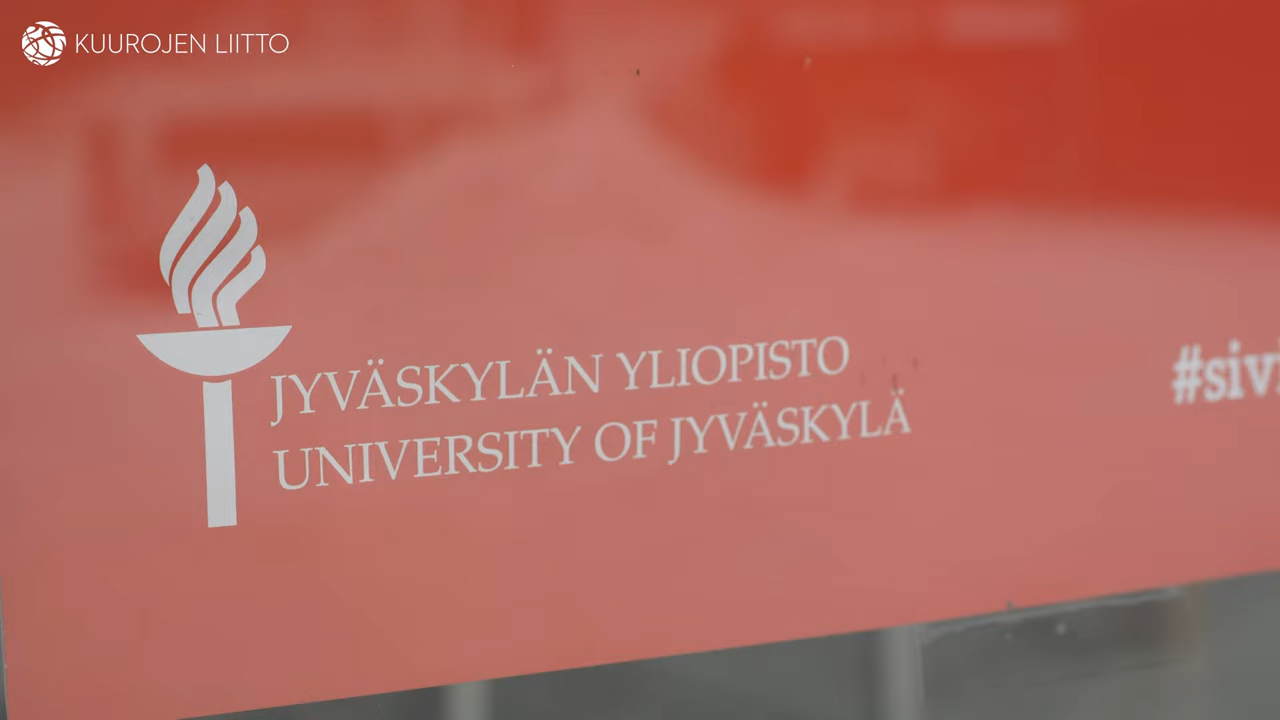 KUUROJEN LIITTO
JYVÄSKYLÄN YLIOPISTO
UNIVERSITY OF JYVÄSKYLÄ